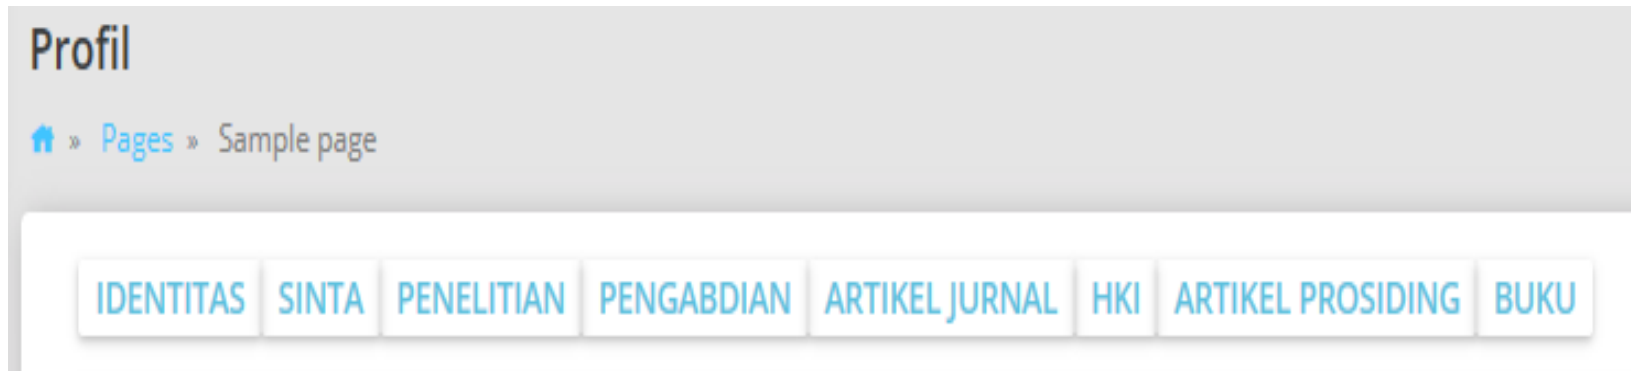 Profil
» Pages » Sample page
IDENTITAS SINTA PENELITIAN PENGABDIAN ARTIKEL JURNAL HKI ARTIKEL PROSIDING BUKU